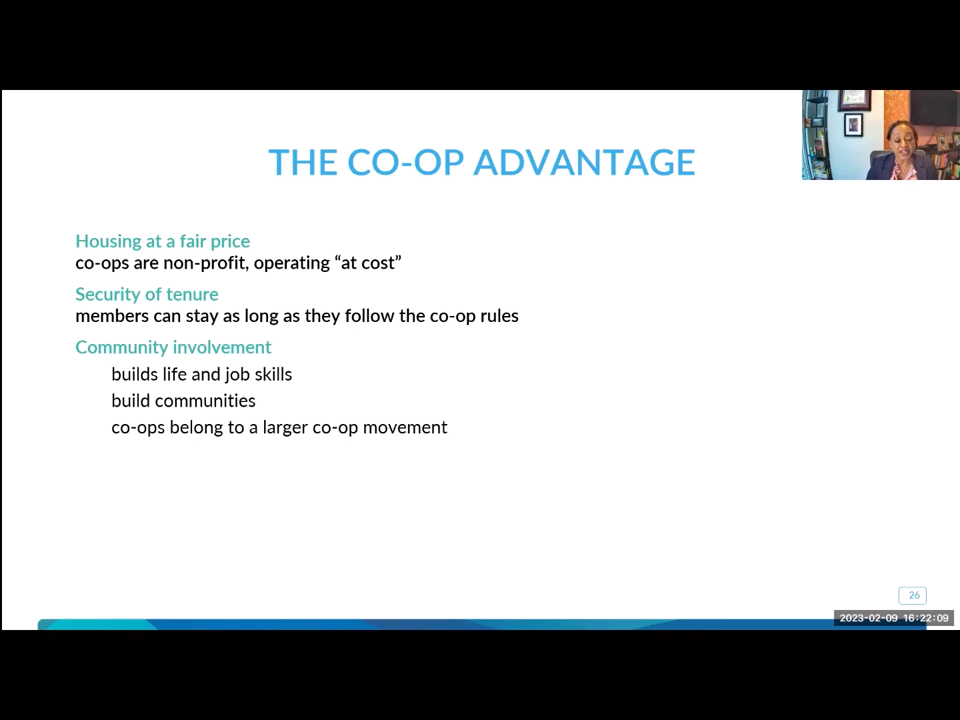 THE CO-OP ADVANTAGE
Housing at a fair price
co-ops are non-profit, operating “at cost”
Security of tenure
members can stay as long as they follow the co-op rules
Community involvement
builds life and job skills
build communities
co-ops belong to a larger co-op movement
26
2023-02-09 16:22:09